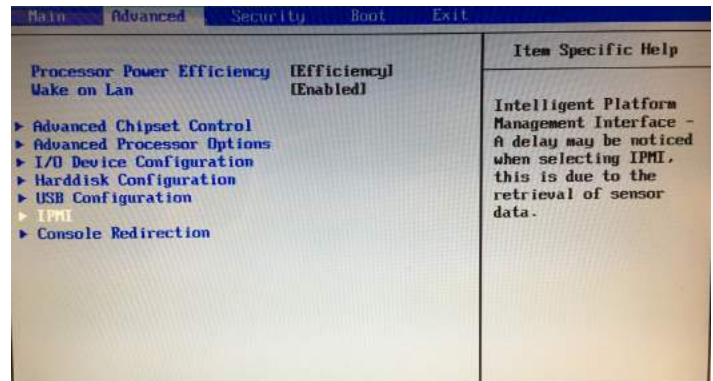 Main Advanced Security Boot Exit
Item Specific Help
Processor Power Efficiency [Efficiency]
Wake on Lan [Enabled]
▶ Advanced Chipset Control
▶ Advanced Processor Options
▶ I/O Device Configuration
▶ Harddisk Configuration
▶ USB Configuration
▶ IPMI
▶ Console Redirection
Intelligent Platform
Management Interface -
A delay may be noticed
when selecting IPMI,
this is due to the
retrieval of sensor
data.